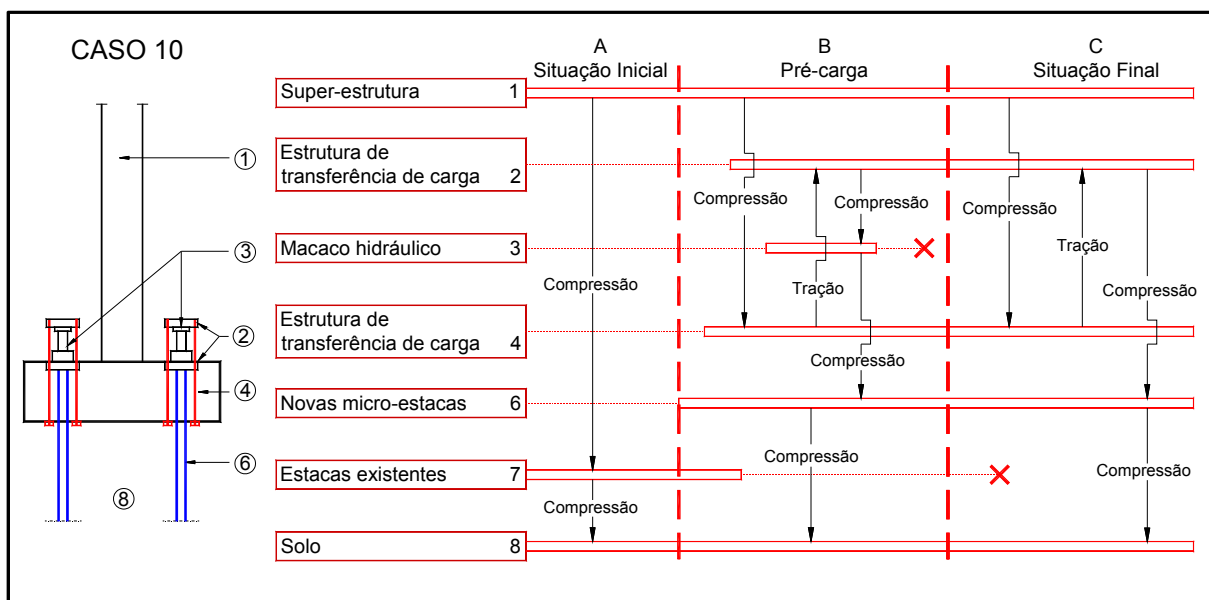 CASO 10
A
Situação Inicial
B
Pré-carga
C
Situação Final
Super-estrutura 1
Estrutura de
transferência de carga 2
Macaco hidráulico 3
Estrutura de
transferência de carga 4
Novas micro-estacas 6
Estacas existentes 7
Solo 8
Compressão
Compressão
Compressão
Compressão
Tração
Compressão
Compressão
Compressão
Tração
Compressão
Compressão
1
3
2
4
6
8